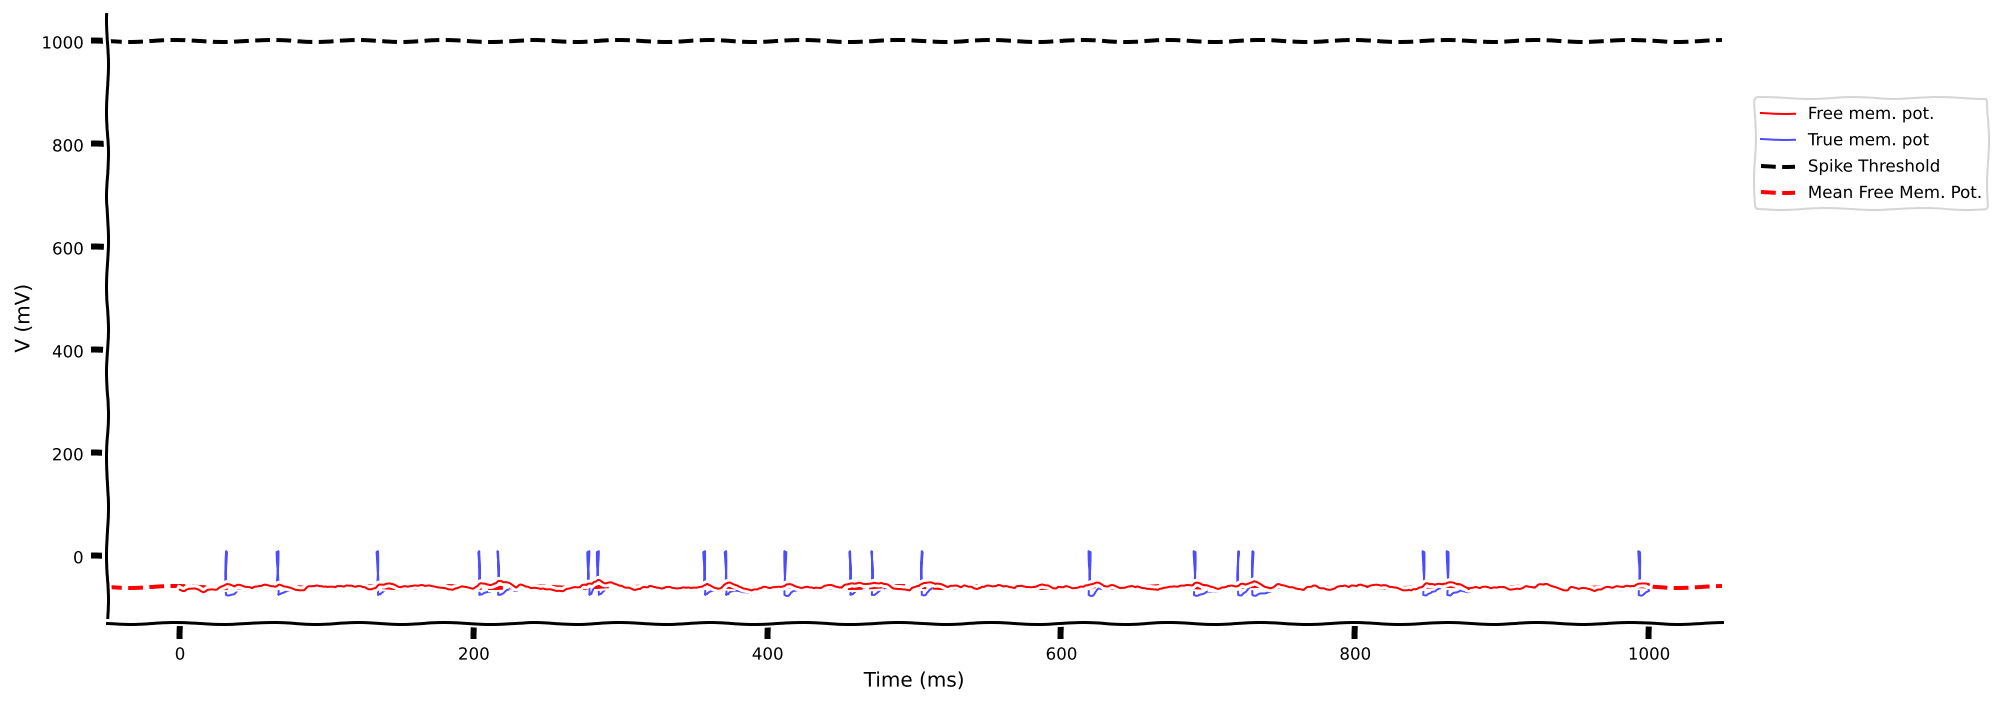 1000
800
600
400
200
0
V (mV)
0 200 400 600 800 1000
Time (ms)
Free mem. pot.
True mem. pot
Spike Threshold
Mean Free Mem. Pot.